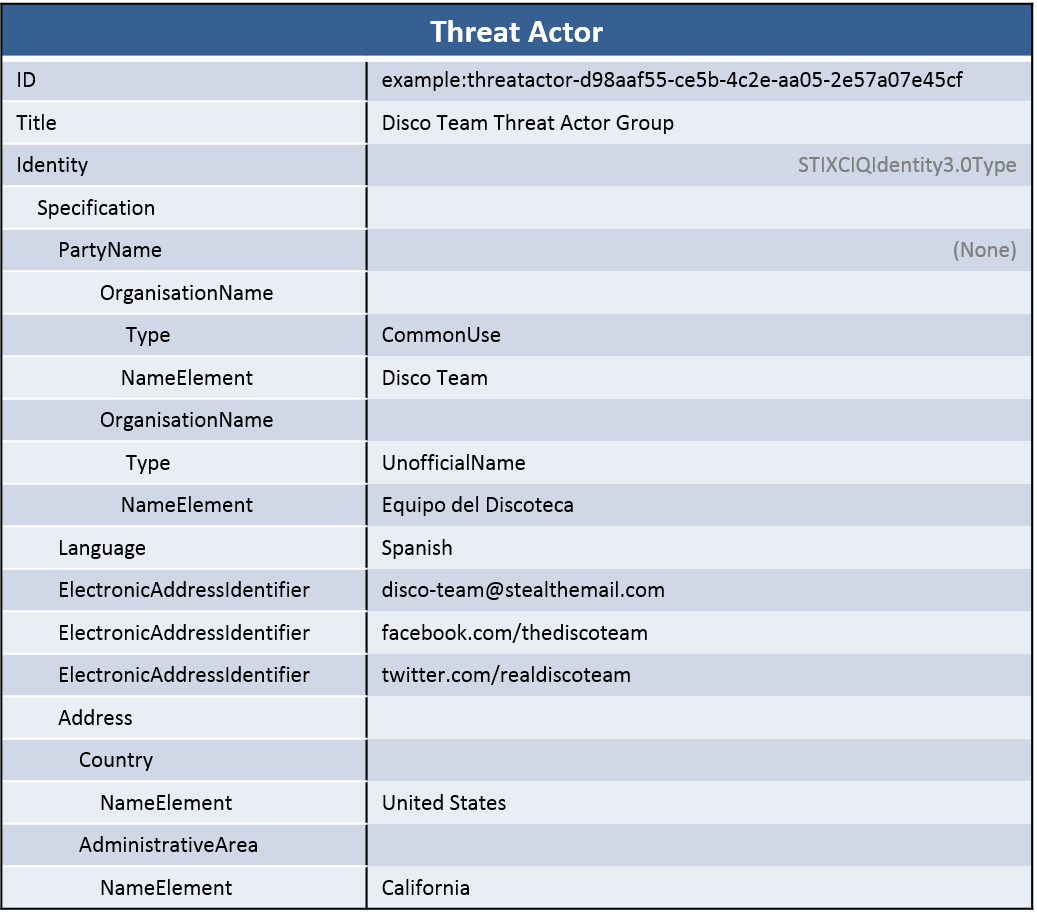 Threat Actor
ID example:threatactor-d98aaf55-ce5b-4c2e-aa05-2e57a07e45cf
Title Disco Team Threat Actor Group
Identity STIXCIQIdentity3.0Type
Specification
PartyName (None)
OrganisationName
Type CommonUse
NameElement Disco Team
OrganisationName
Type UnofficialName
NameElement Equipo del Discoteca
Language Spanish
ElectronicAddressIdentifier disco-team@stealthemail.com
ElectronicAddressIdentifier facebook.com/thediscoteam
ElectronicAddressIdentifier twitter.com/realdiscoteam
Address
Country
NameElement United States
AdministrativeArea
NameElement California